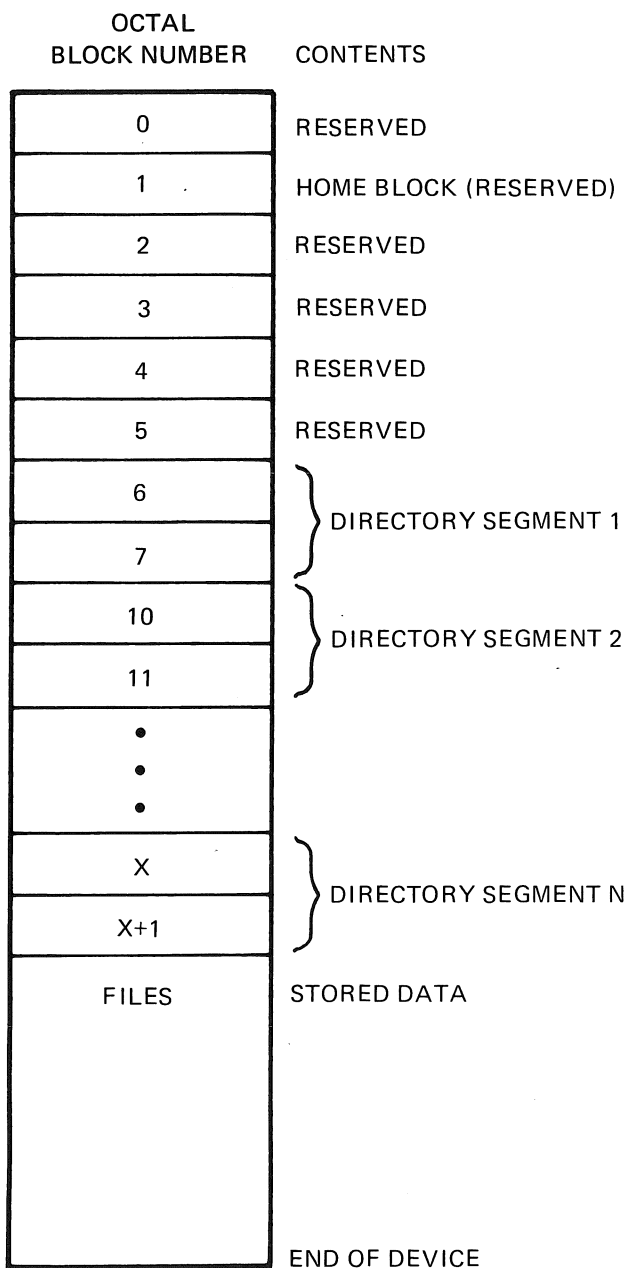 OCTAL
BLOCK NUMBER CONTENTS
0 RESERVED
1 HOME BLOCK (RESERVED)
2 RESERVED
3 RESERVED
4 RESERVED
5 RESERVED
6
DIRECTORY SEGMENT 1
7
10
DIRECTORY SEGMENT 2
11
X
DIRECTORY SEGMENT N
X+1
FILES STORED DATA
END OF DEVICE